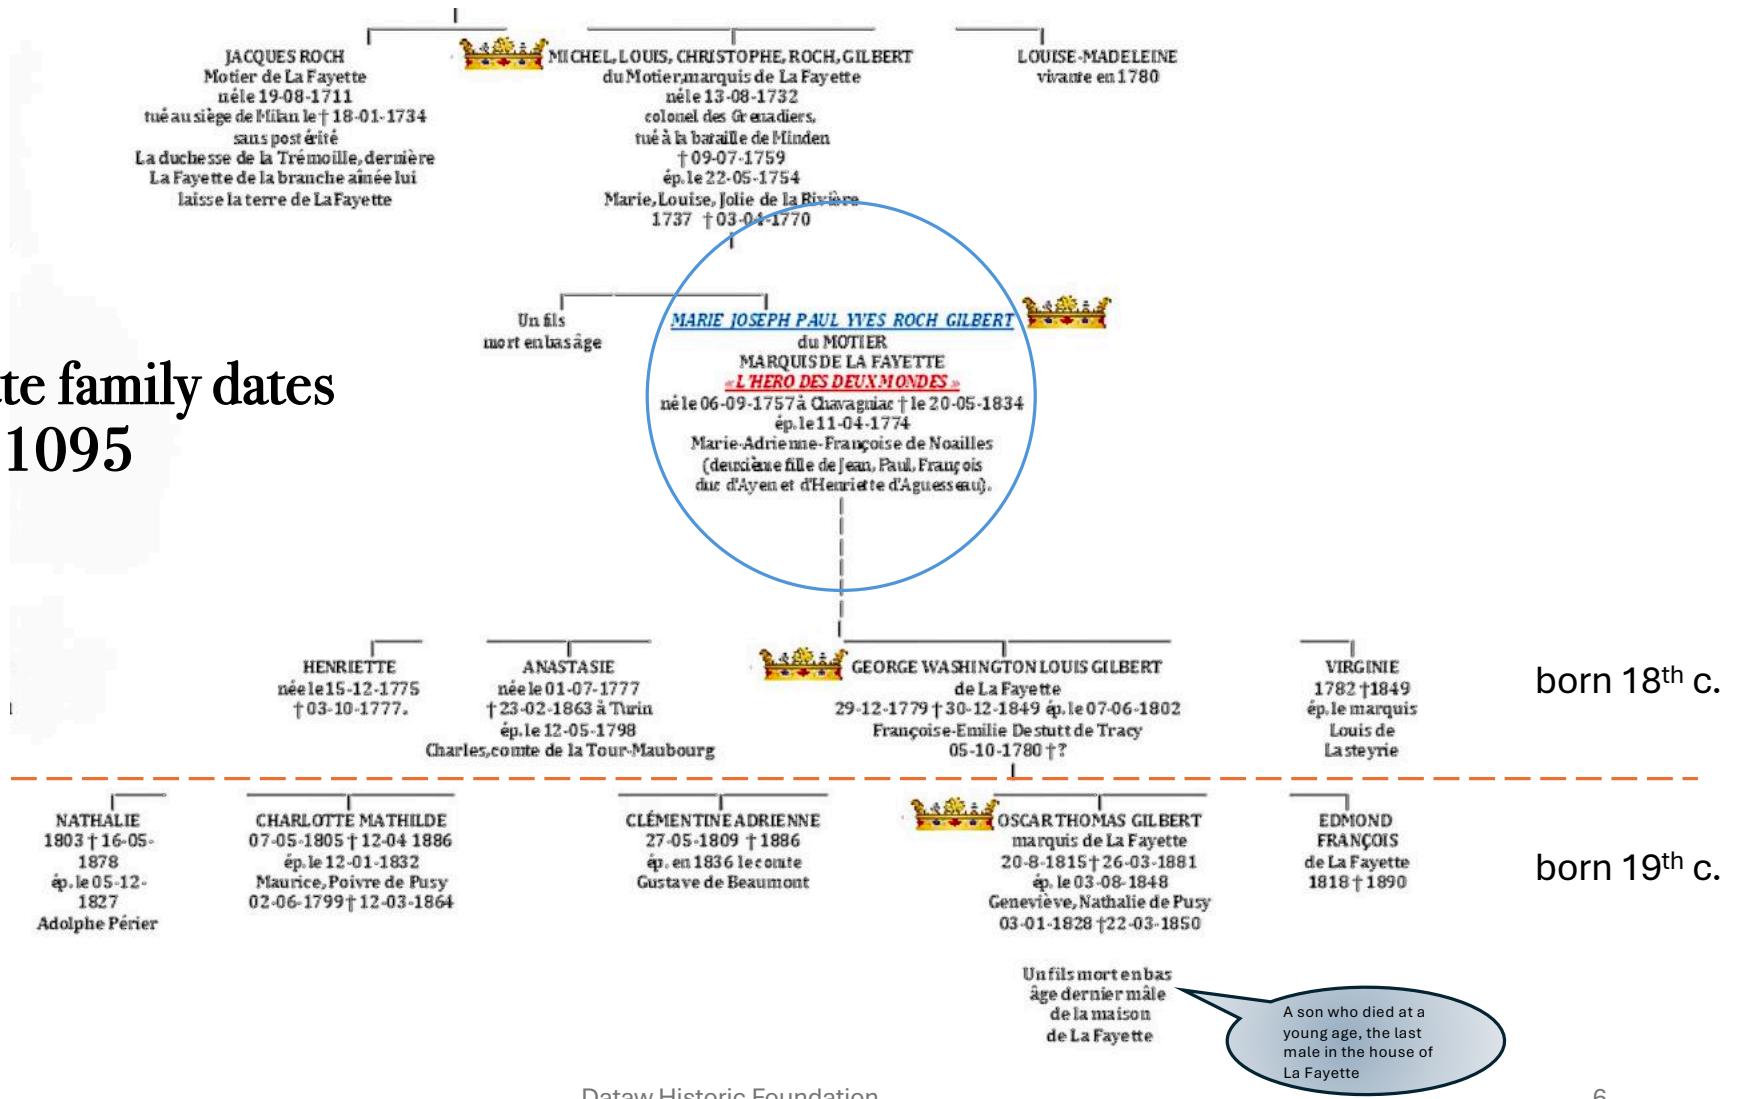 JACQUES ROCH
Motier de La Fayette
né le 19-08-1711
tué au siège de Milan le † 18-01-1734
sans postérité
La duchesse de la Trémoille, dernière
La Fayette de la branche aînée lui
laisse la terre de La Fayette
MICHEL, LOUIS, CHRISTOPHE, ROCH, GILBERT
du Motier, marquis de La Fayette
né le 13-08-1732
colonel des Grenadiers,
tué à la bataille de Minden
† 09-07-1759
ép. le 22-05-1754
Marie, Louise, Jolie de la Rivière
1737 † 03-04-1770
LOUISE-MADELEINE
vivante en 1780
Un fils
mort en bas âge
MARIE JOSEPH PAUL YVES ROCH GILBERT
du MOTIER
MARQUIS DE LA FAYETTE
« L'HERO DES DEUX MONDES »
né le 06-09-1757 à Chavagniac † le 20-05-1834
ép. le 11-04-1774
Marie-Adrienne-Françoise de Noailles
(deuxième fille de Jean, Paul, François
duc d'Ayen et d'Henriette d'Aguesseau).
family dates
1095
HENRIETTE
née le 15-12-1775
† 03-10-1777.
ANASTASIE
née le 01-07-1777
† 23-02-1863 à Turin
ép. le 12-05-1798
Charles, comte de la Tour-Maubourg
GEORGE WASHINGTON LOUIS GILBERT
de La Fayette
29-12-1779 † 30-12-1849 ép. le 07-06-1802
Françoise-Emilie Destutt de Tracy
05-10-1780 † ?
VIRGINIE
1782 † 1849
ép. le marquis
Louis de
Lasteyrie
born 18th c.
NATHALIE
1803 † 16-05-
1878
ép. le 05-12-
1827
Adolphe Périer
CHARLOTTE MATHILDE
07-05-1805 † 12-04 1886
ép. le 12-01-1832
Maurice, Poivre de Pusy
02-06-1799 † 12-03-1864
CLÉMENTINE ADRIENNE
27-05-1809 † 1886
ép. en 1836 le comte
Gustave de Beaumont
OSCAR THOMAS GILBERT
marquis de La Fayette
20-8-1815 † 26-03-1881
ép. le 03-08-1848
Geneviève, Nathalie de Pusy
03-01-1828 † 22-03-1850
EDMOND
FRANÇOIS
de La Fayette
1818 † 1890
born 19th c.
Un fils mort en bas
âge dernier mâle
de la maison
de La Fayette
A son who died at a
young age, the last
male in the house of
La Fayette
Dataw Historic Foundation
6